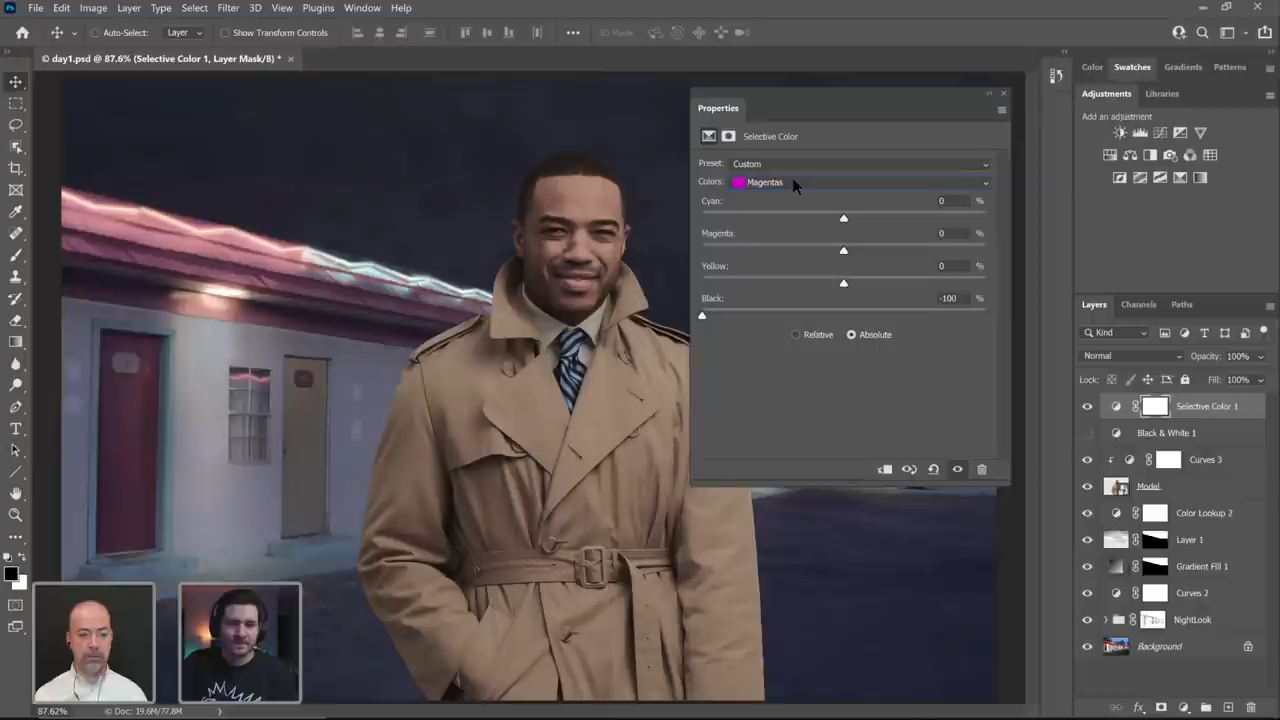 File Edit Image Layer Type Select Filter 3D View Plugins Window Help
Auto-Select: Layer Show Transform Controls 3D Mode:
© day1.psd @ 87.6% (Selective Color 1, Layer Mask/8) *
Color Swatches Gradients Patterns
Adjustments Libraries
Add an adjustment
Properties
Selective Color
Preset: Custom
Colors: Magentas
Cyan: 0 %
Magenta: 0 %
Yellow: 0 %
Black: -100 %
Relative Absolute
Layers Channels Paths
Kind
Normal Opacity: 100%
Lock: Fill: 100%
Selective Color 1
Black & White 1
Curves 3
Model
Color Lookup 2
Layer 1
Gradient Fill 1
Curves 2
NightLook
Background
87.62% © Doc: 19.6M/77.8M